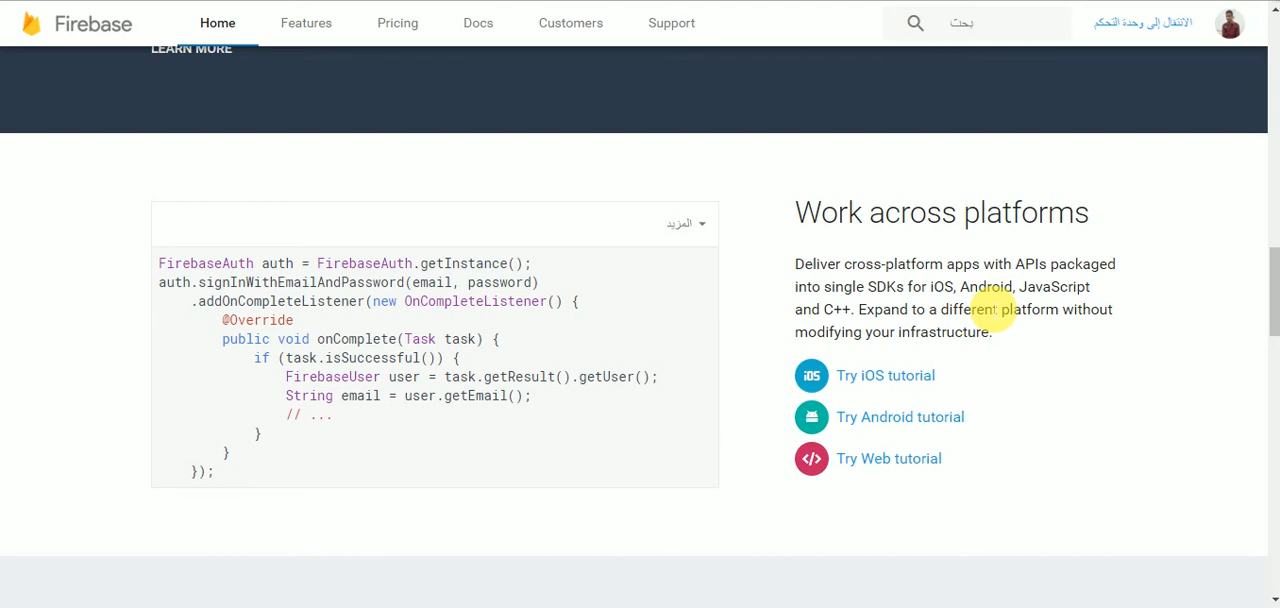 Firebase
Home
Features
Pricing
Docs
Customers
Support
بحث
الانتقال إلى وحدة التحكم
LEARN MORE
المزيد
FirebaseAuth auth = FirebaseAuth.getInstance();
auth.signInWithEmailAndPassword(email, password)
    .addOnCompleteListener(new OnCompleteListener() {
        @Override
        public void onComplete(Task task) {
            if (task.isSuccessful()) {
                FirebaseUser user = task.getResult().getUser();
                String email = user.getEmail();
                // ...
            }
        }
    });
Work across platforms
Deliver cross-platform apps with APIs packaged
into single SDKs for iOS, Android, JavaScript
and C++. Expand to a different platform without
modifying your infrastructure.
iOS
Try iOS tutorial
Try Android tutorial
</>
Try Web tutorial